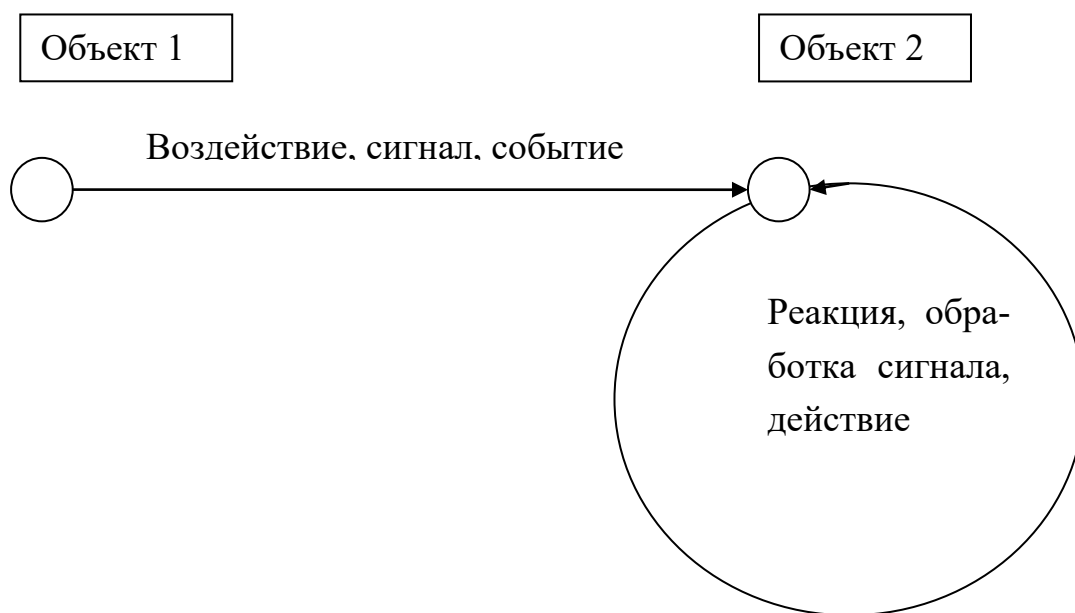 Объект 1
Объект 2
Воздействие, сигнал, событие
Реакция, обра-
ботка сигнала,
действие